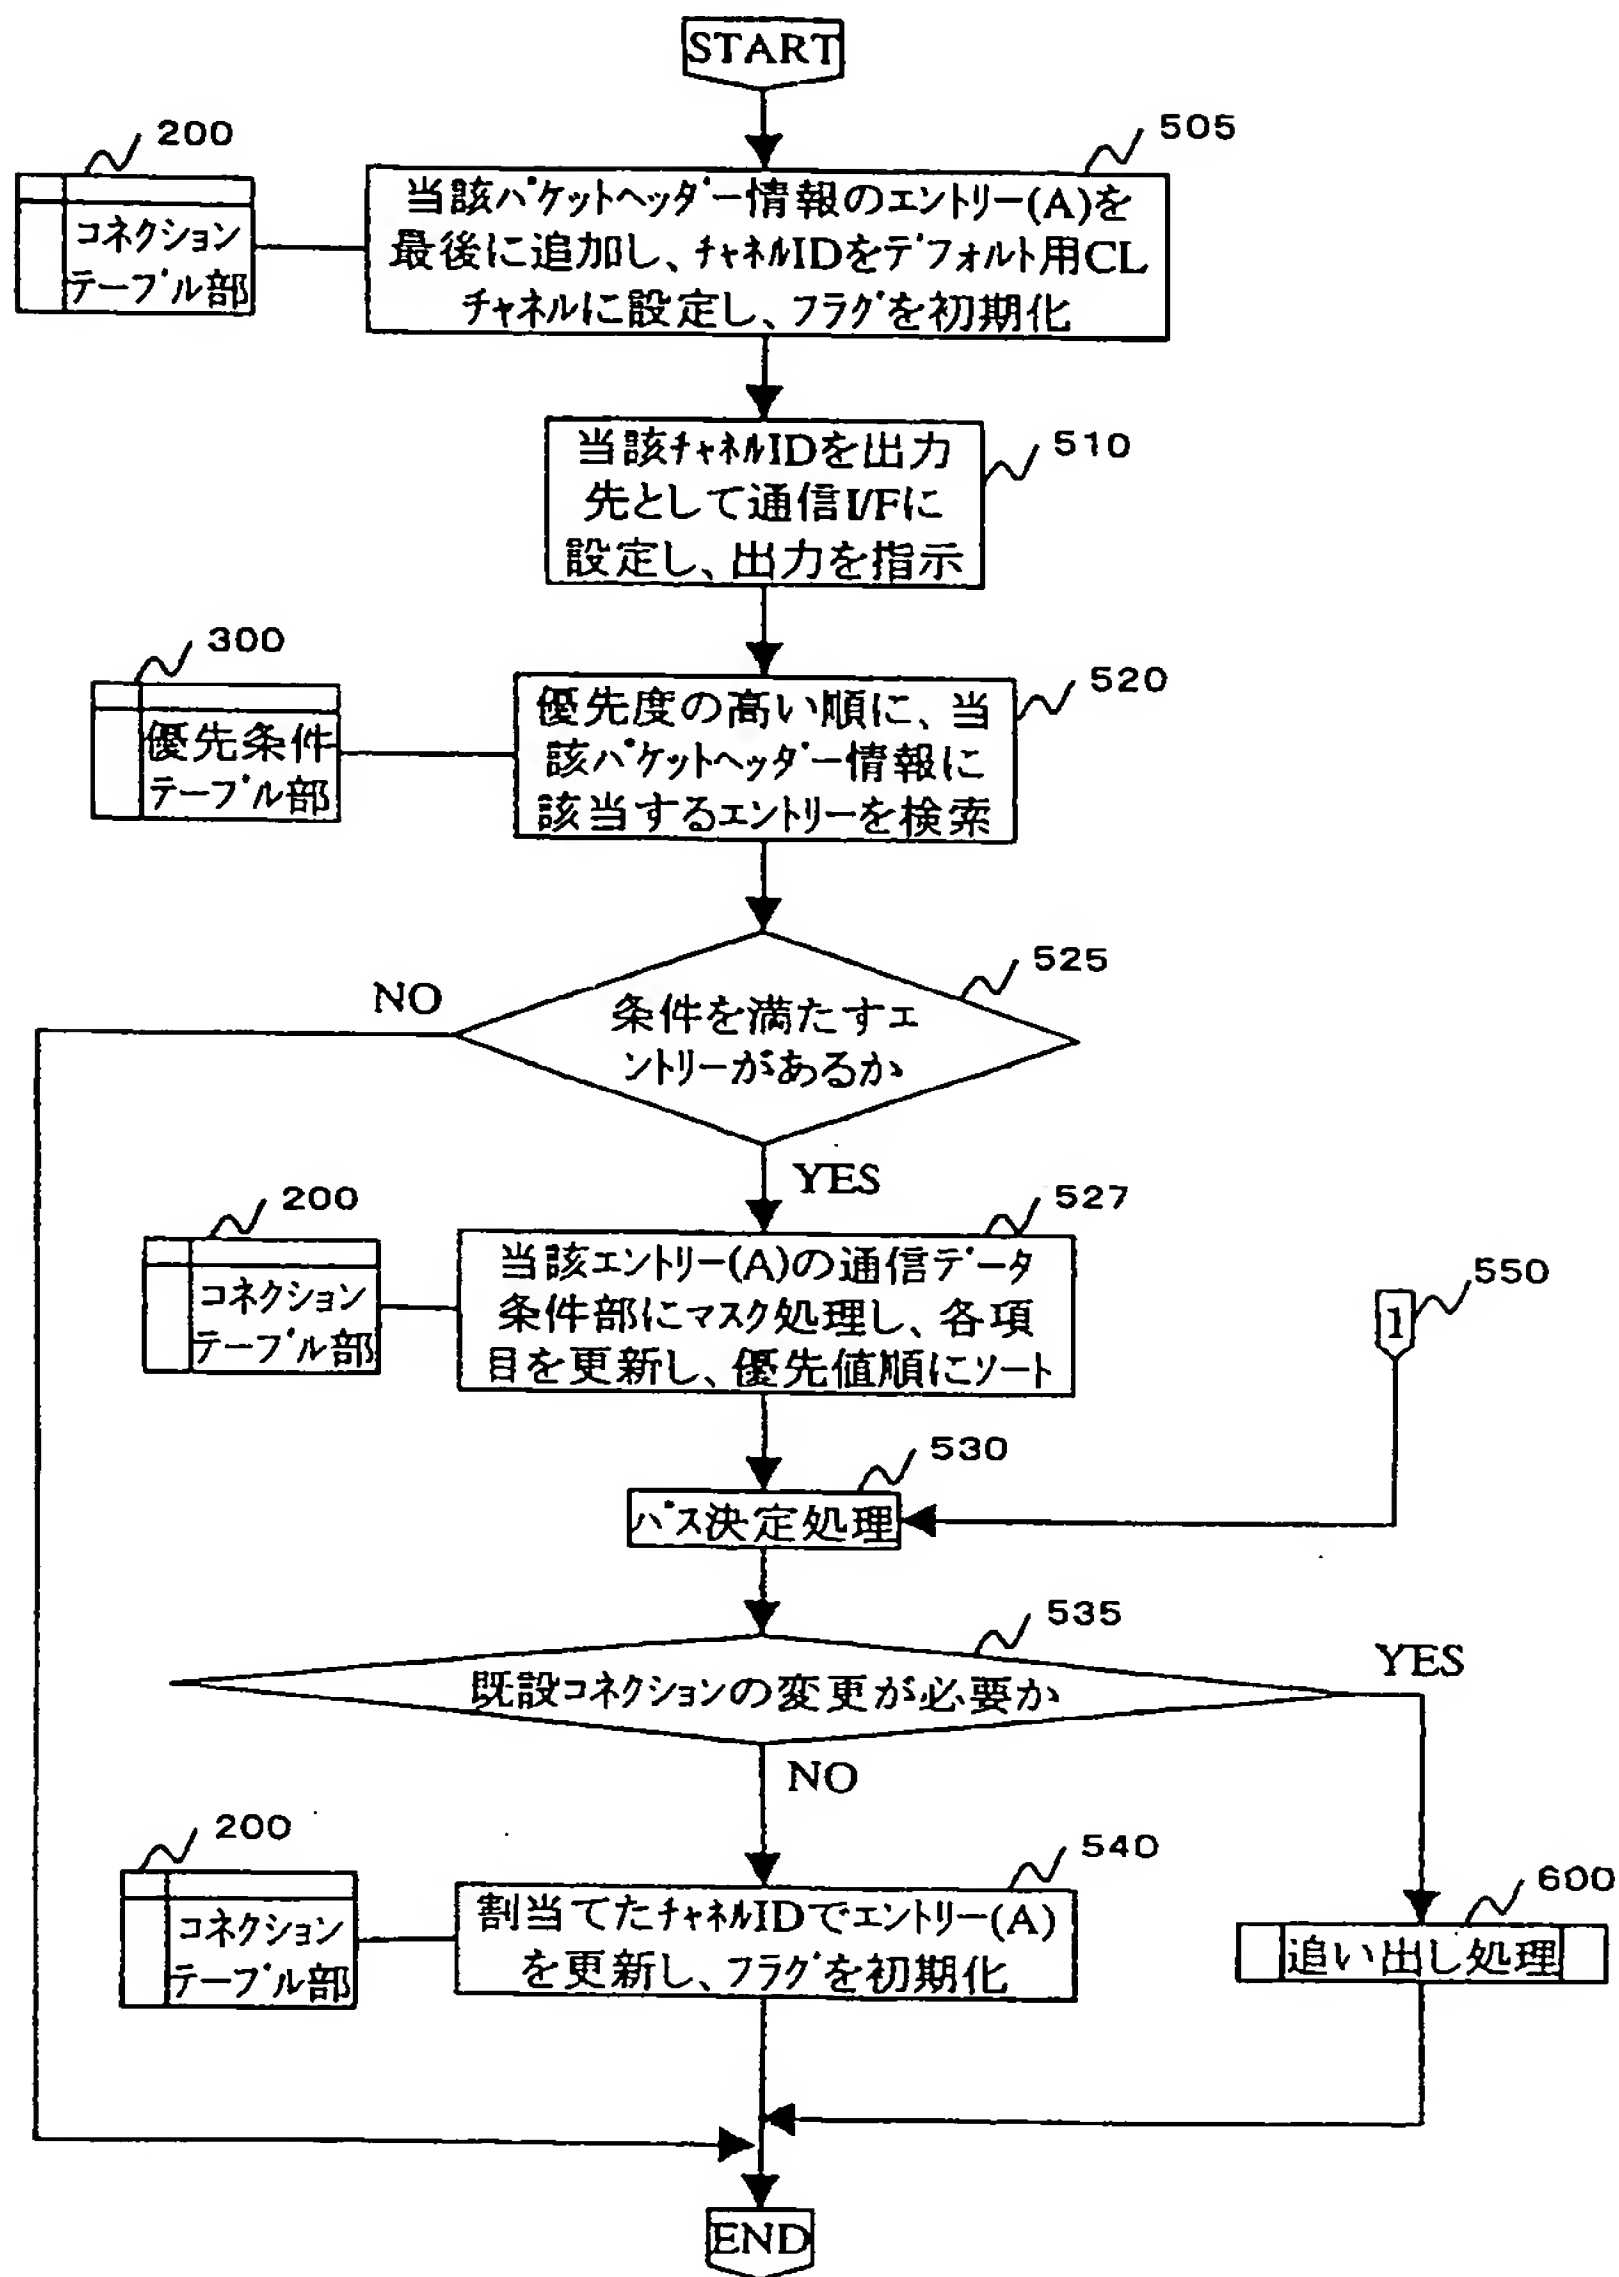 START
200
505
コネクション
テーブル部
当該パケットヘッダー情報のエントリー(A)を
最後に追加し、チャネルIDをデフォルト用CL
チャネルに設定し、フラグを初期化
510
当該チャネルIDを出力
先として通信I/Fに
設定し、出力を指示
300
520
優先条件
テーブル部
優先度の高い順に、当
該パケットヘッダー情報に
該当するエントリーを検索
525
NO
条件を満たすエ
ントリーがあるか
YES
200
527
コネクション
テーブル部
当該エントリー(A)の通信データ
条件部にマスク処理し、各項
目を更新し、優先値順にソート
550
1
530
パス決定処理
535
YES
既設コネクションの変更が必要か
NO
200
540
コネクション
テーブル部
割当てたチャネルIDでエントリー(A)
を更新し、フラグを初期化
600
追い出し処理
END